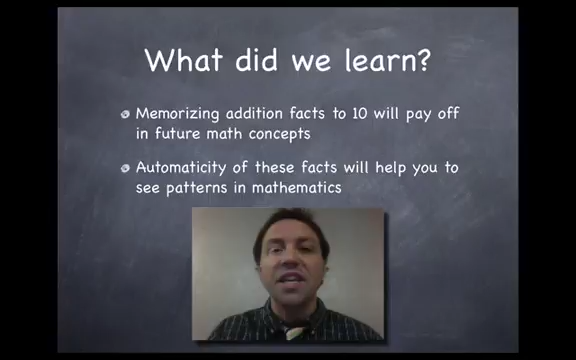 What did we learn?
Memorizing addition facts to 10 will pay off
in future math concepts
Automaticity of these facts will help you to
see patterns in mathematics